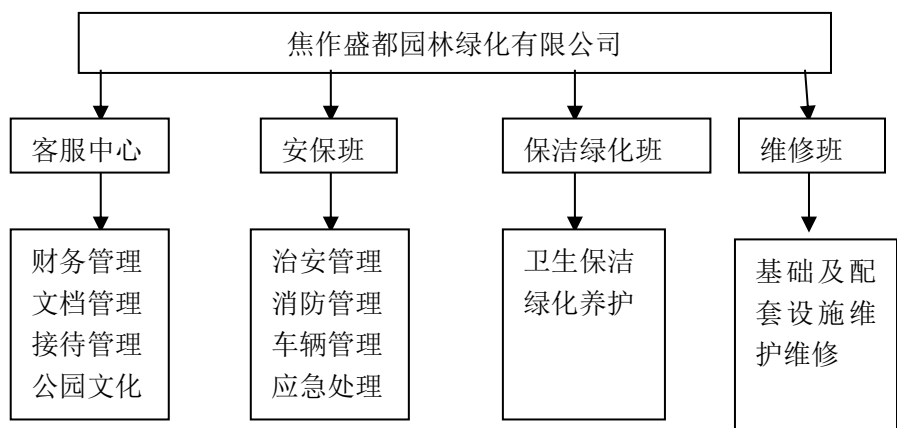 焦作盛都园林绿化有限公司
客服中心
安保班
保洁绿化班
维修班
财务管理
文档管理
接待管理
公园文化
治安管理
消防管理
车辆管理
应急处理
卫生保洁
绿化养护
基础及配
套设施维
护维修